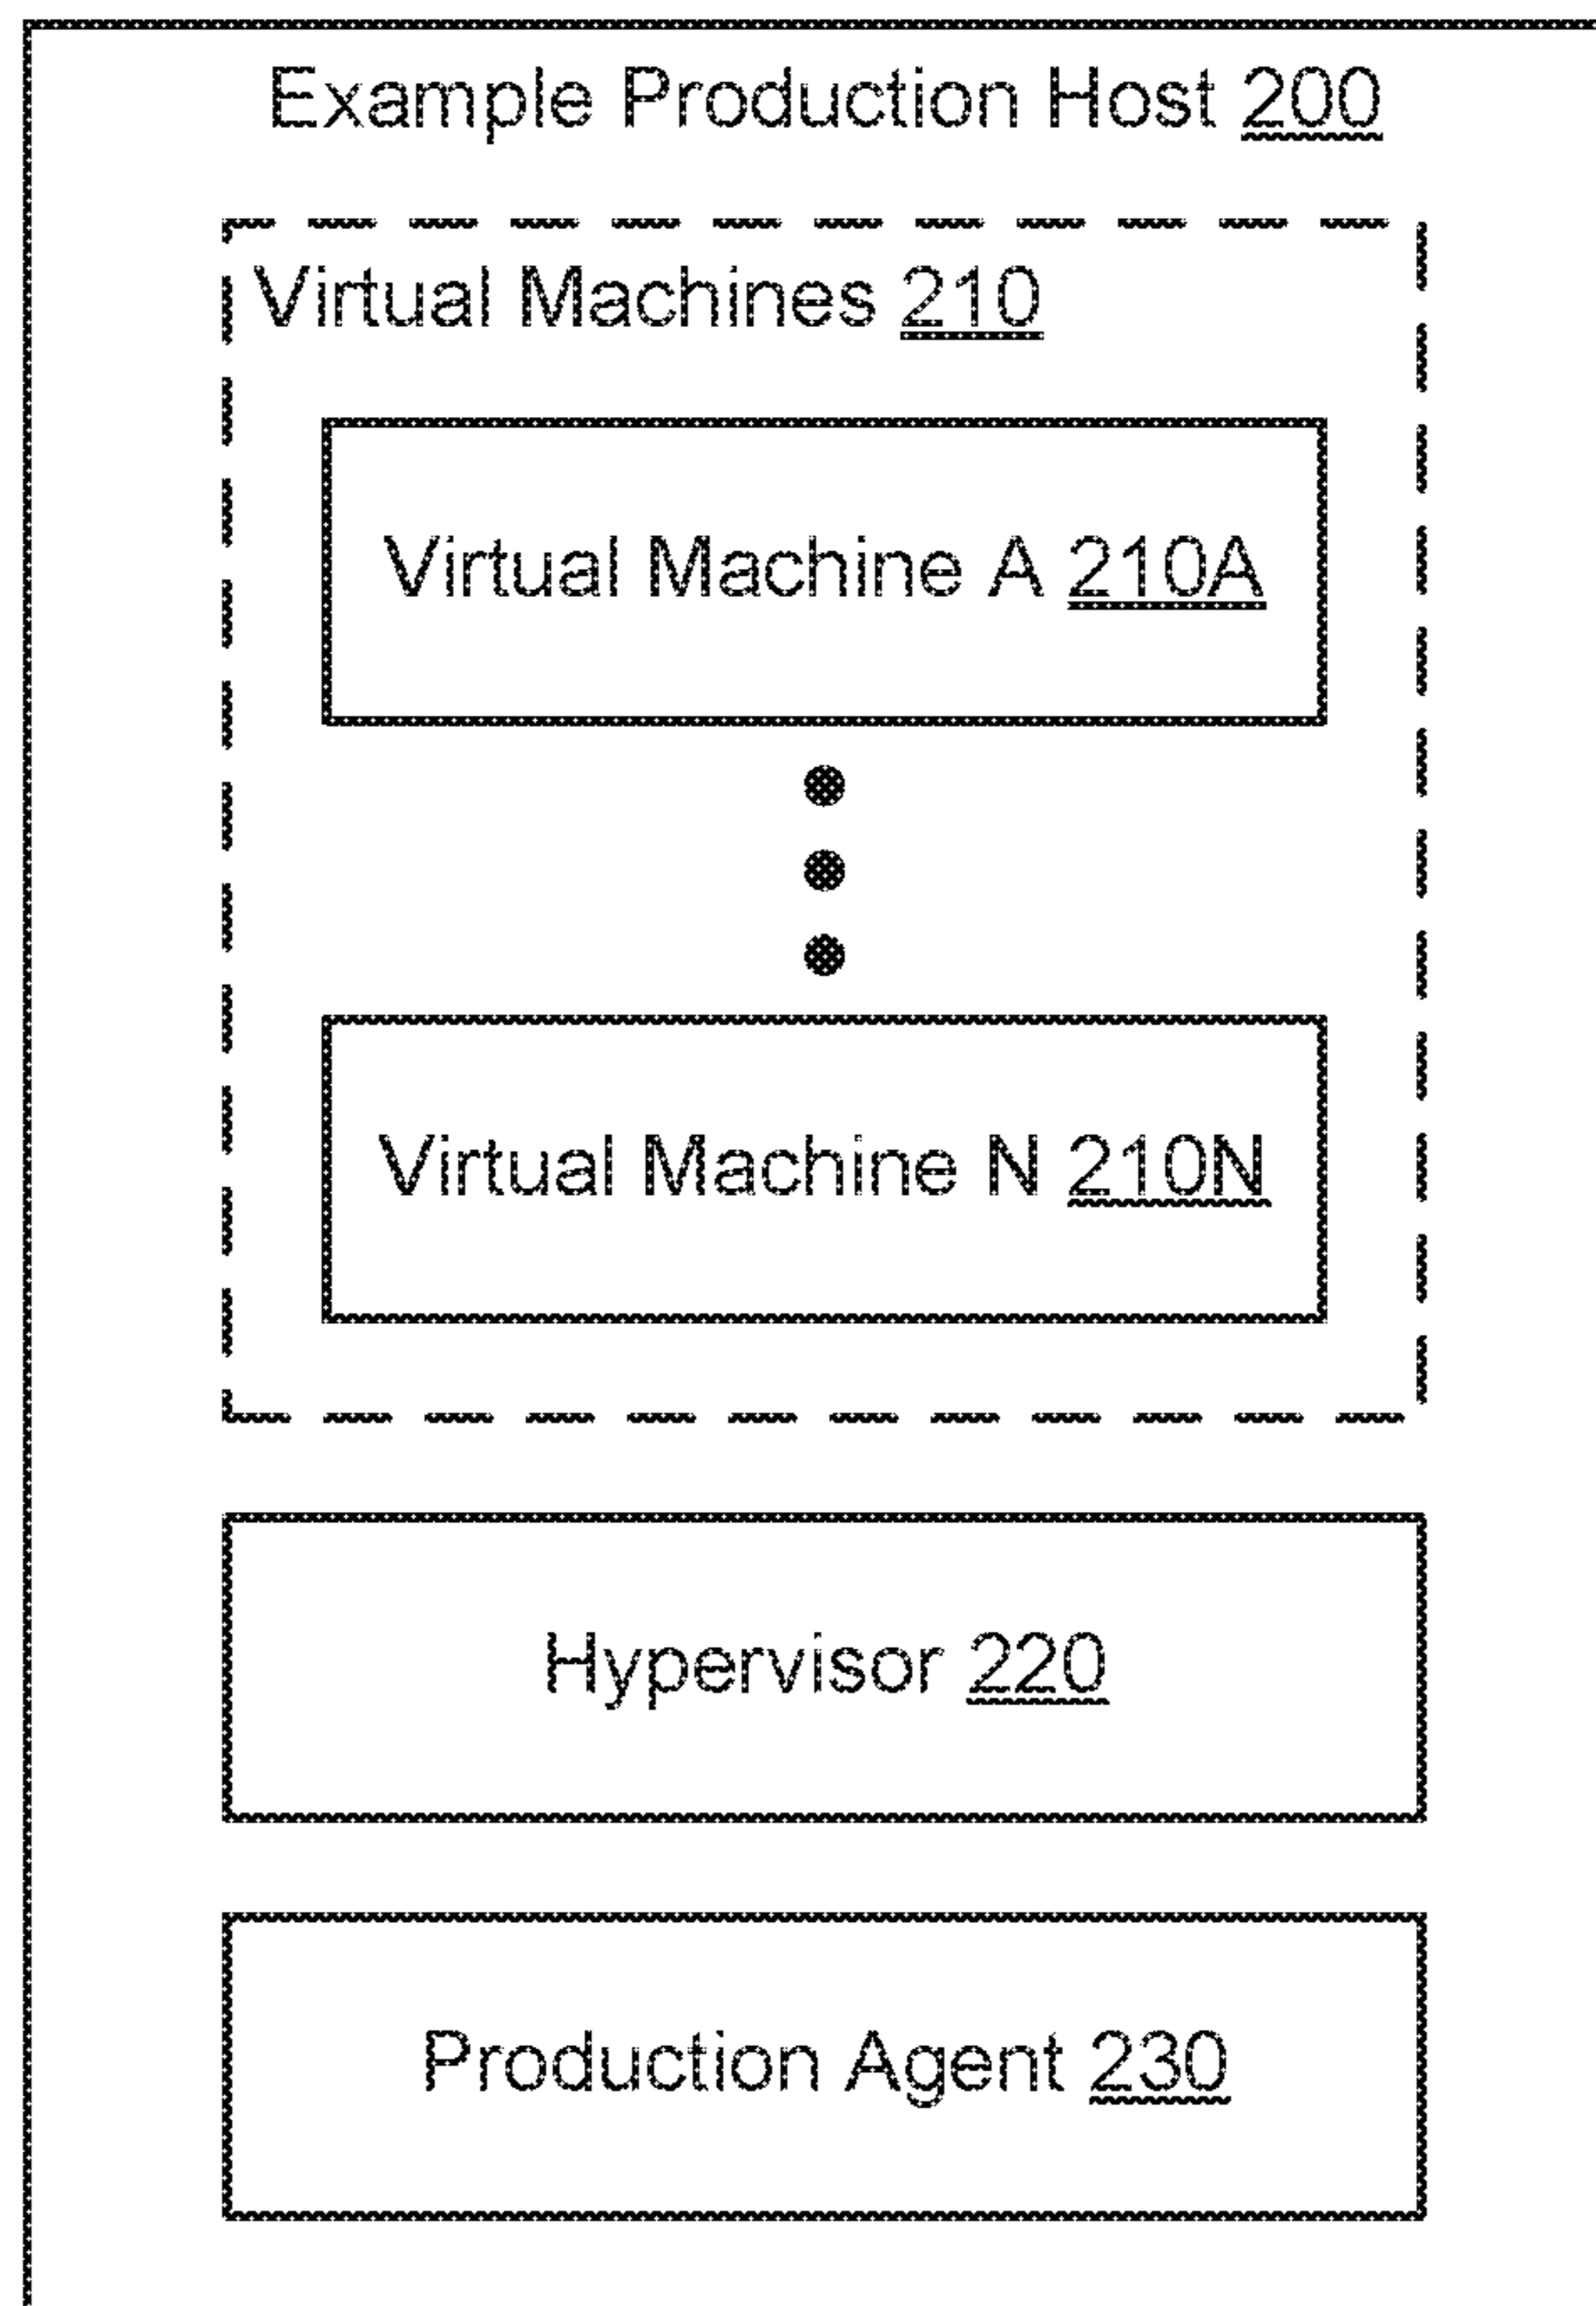 Example Production Host 200
Virtual Machines 210
Virtual Machine A 210A
Virtual Machine N 210N
Hypervisor 220
Production Agent 230